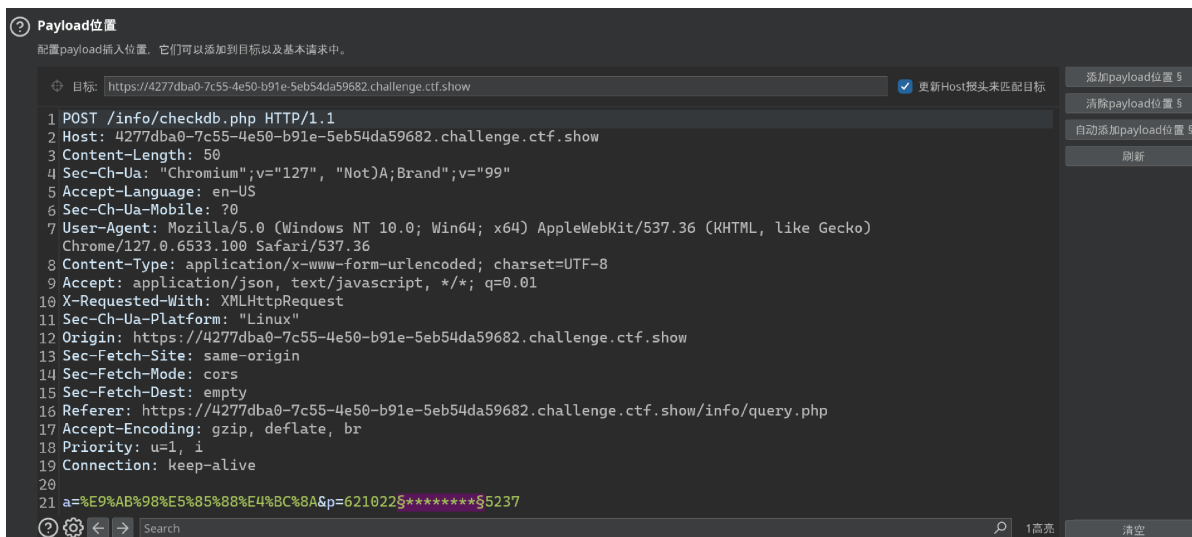 Payload位置
配置payload插入位置，它们可以添加到目标以及基本请求中。
目标: https://4277dba0-7c55-4e50-b91e-5eb54da59682.challenge.ctf.show 更新Host报头来匹配目标
添加payload位置 §
清除payload位置 §
自动添加payload位置 §
刷新
1 POST /info/checkdb.php HTTP/1.1
2 Host: 4277dba0-7c55-4e50-b91e-5eb54da59682.challenge.ctf.show
3 Content-Length: 50
4 Sec-Ch-Ua: "Chromium";v="127", "Not)A;Brand";v="99"
5 Accept-Language: en-US
6 Sec-Ch-Ua-Mobile: ?0
7 User-Agent: Mozilla/5.0 (Windows NT 10.0; Win64; x64) AppleWebKit/537.36 (KHTML, like Gecko)
Chrome/127.0.6533.100 Safari/537.36
8 Content-Type: application/x-www-form-urlencoded; charset=UTF-8
9 Accept: application/json, text/javascript, */*; q=0.01
10 X-Requested-With: XMLHttpRequest
11 Sec-Ch-Ua-Platform: "Linux"
12 Origin: https://4277dba0-7c55-4e50-b91e-5eb54da59682.challenge.ctf.show
13 Sec-Fetch-Site: same-origin
14 Sec-Fetch-Mode: cors
15 Sec-Fetch-Dest: empty
16 Referer: https://4277dba0-7c55-4e50-b91e-5eb54da59682.challenge.ctf.show/info/query.php
17 Accept-Encoding: gzip, deflate, br
18 Priority: u=1, i
19 Connection: keep-alive
20
21 a=%E9%AB%98%E5%85%88%E4%BC%8A&p=621022§********§5237
Search 1高亮 清空